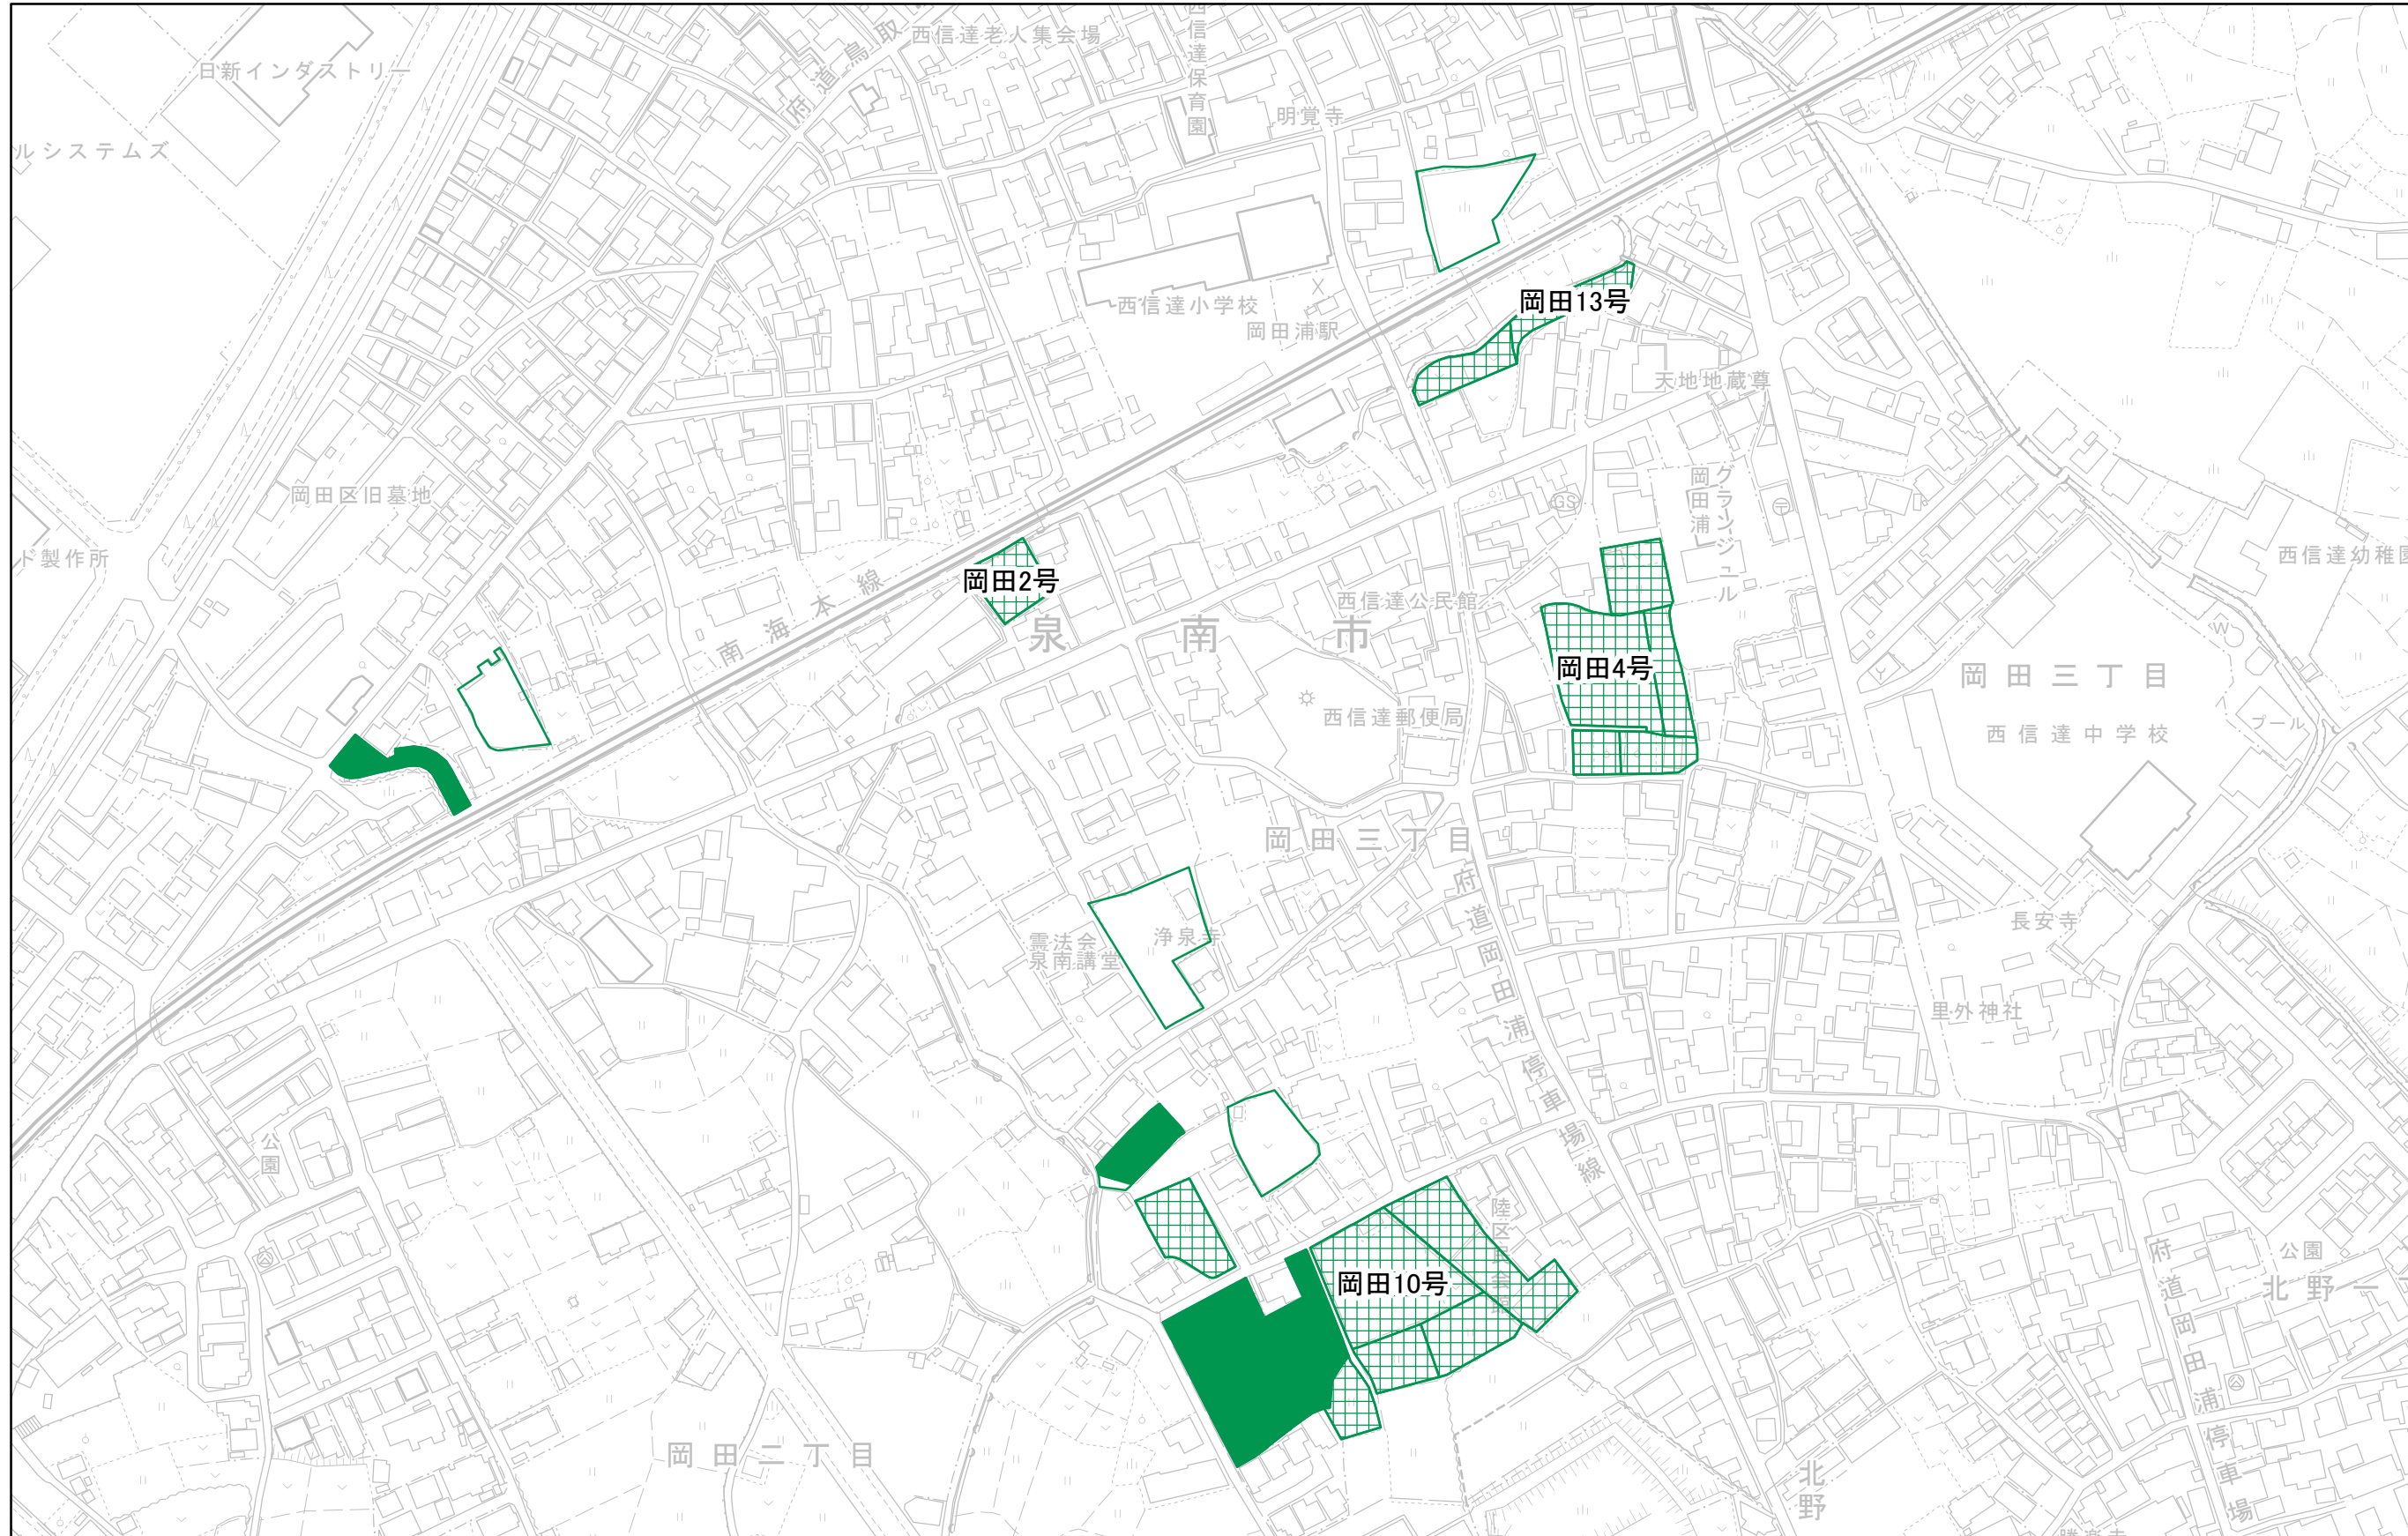 西信達老人集会場
西信達保育園
府道鳥取
日新インダストリー
明覚寺
ルシステムズ
西信達小学校
岡田浦駅
岡田13号
天地地蔵尊
岡田区旧墓地
GS
グランジュール
岡田浦
ト製作所
西信達幼稚園
岡田2号
南海本線
西信達公民館
泉南市
W
岡田4号
岡田三丁目
西信達郵便局
西信達中学校
プール
岡田三丁目
府道岡田浦停車場線
長安寺
浄泉寺
霊法会
泉南講堂
里外神社
公園
陸区民会館
岡田10号
公園
北野一丁
府道岡田浦停車場
岡田二丁目
北野